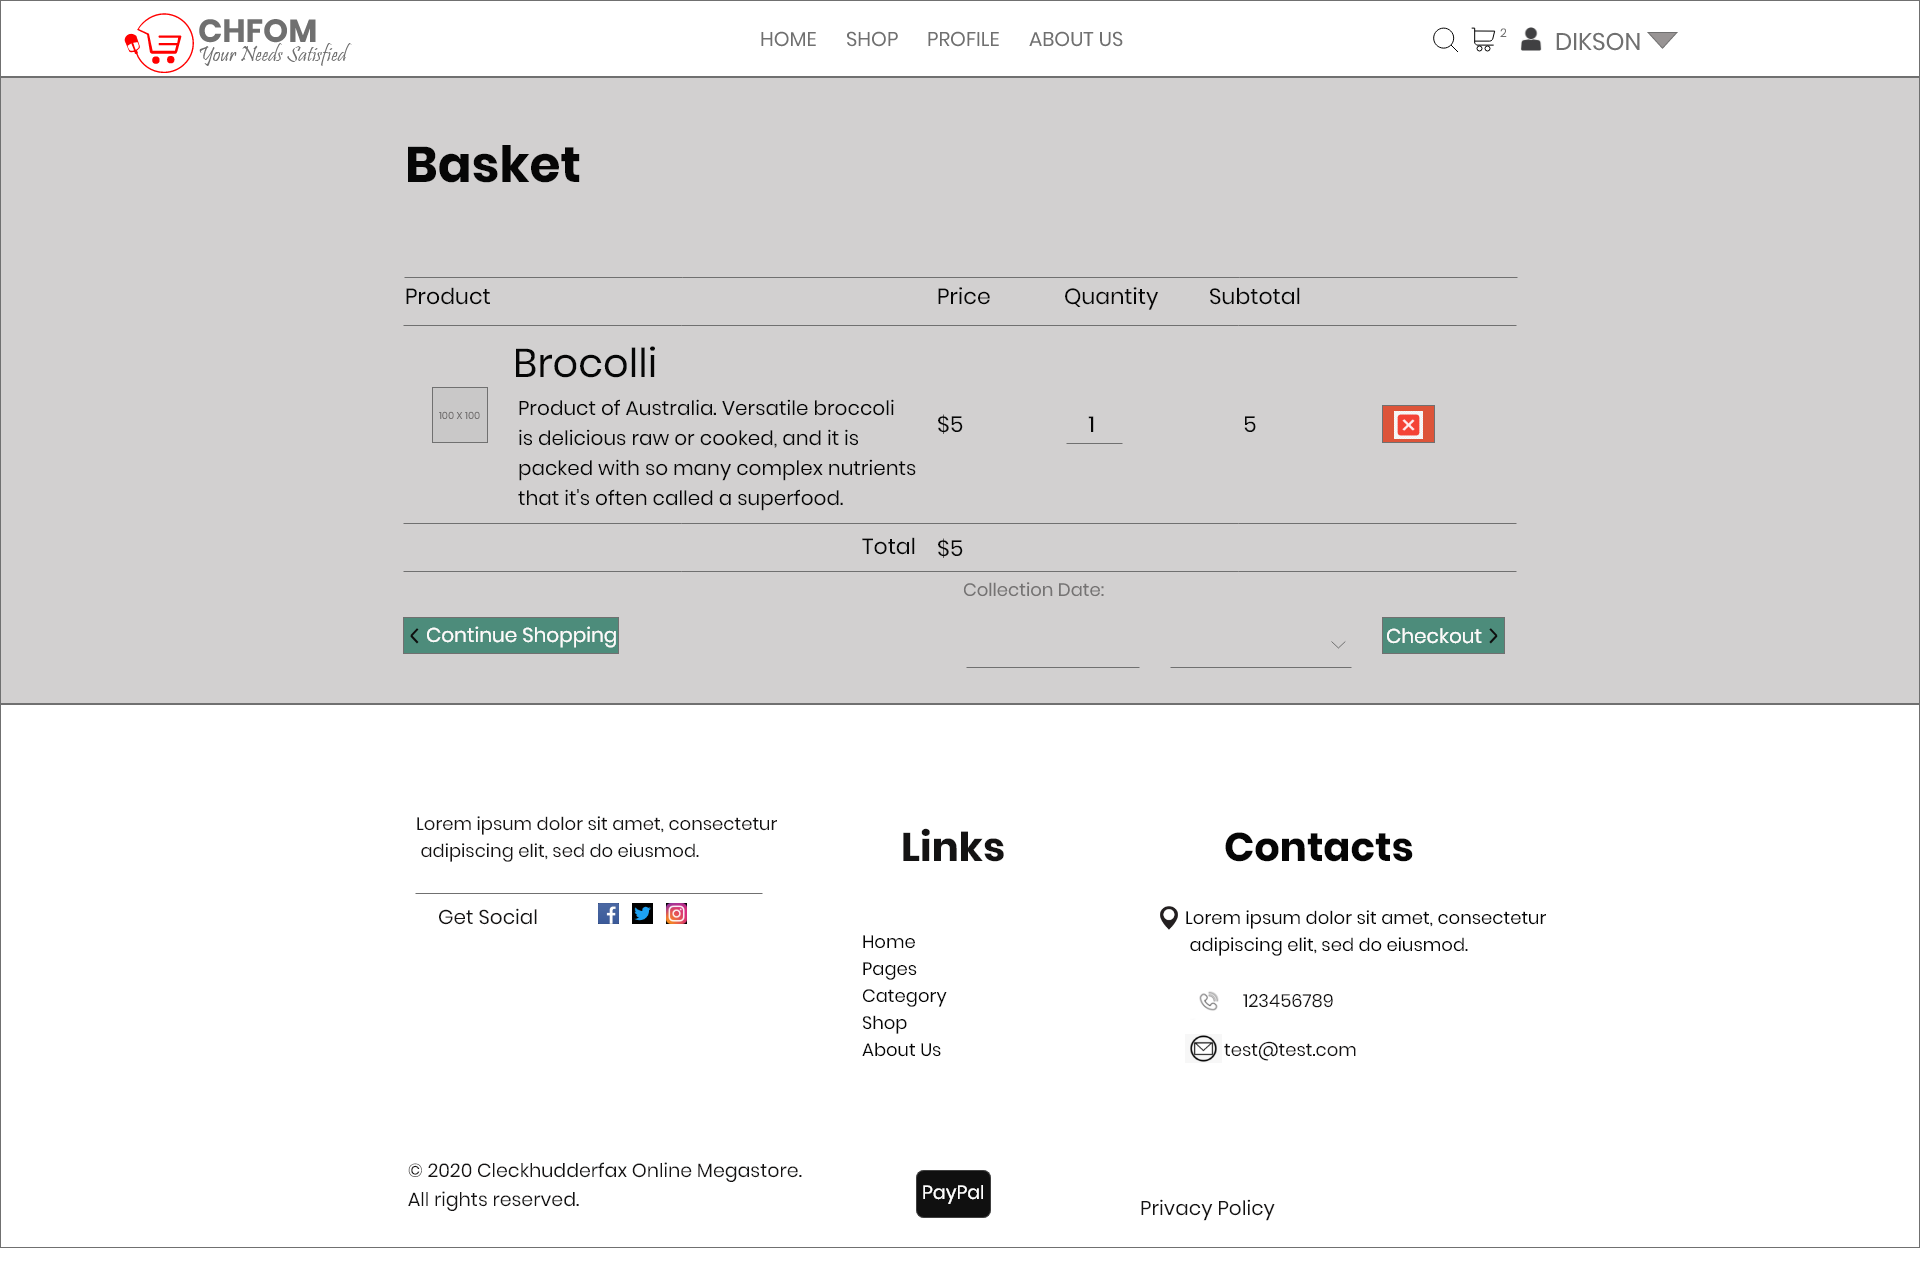 CHFOM
Your Needs Satisfied
HOME SHOP PROFILE ABOUT US
2
DIKSON
Basket
Product Price Quantity Subtotal
Brocolli
100 X 100
Product of Australia. Versatile broccoli
is delicious raw or cooked, and it is
packed with so many complex nutrients
that it's often called a superfood.
$5 1 5
Total $5
Collection Date:
Continue Shopping
Checkout
Lorem ipsum dolor sit amet, consectetur
adipiscing elit, sed do eiusmod.
Get Social
Links
Home
Pages
Category
Shop
About Us
Contacts
Lorem ipsum dolor sit amet, consectetur
adipiscing elit, sed do eiusmod.
123456789
test@test.com
© 2020 Cleckhudderfax Online Megastore.
All rights reserved.
PayPal
Privacy Policy